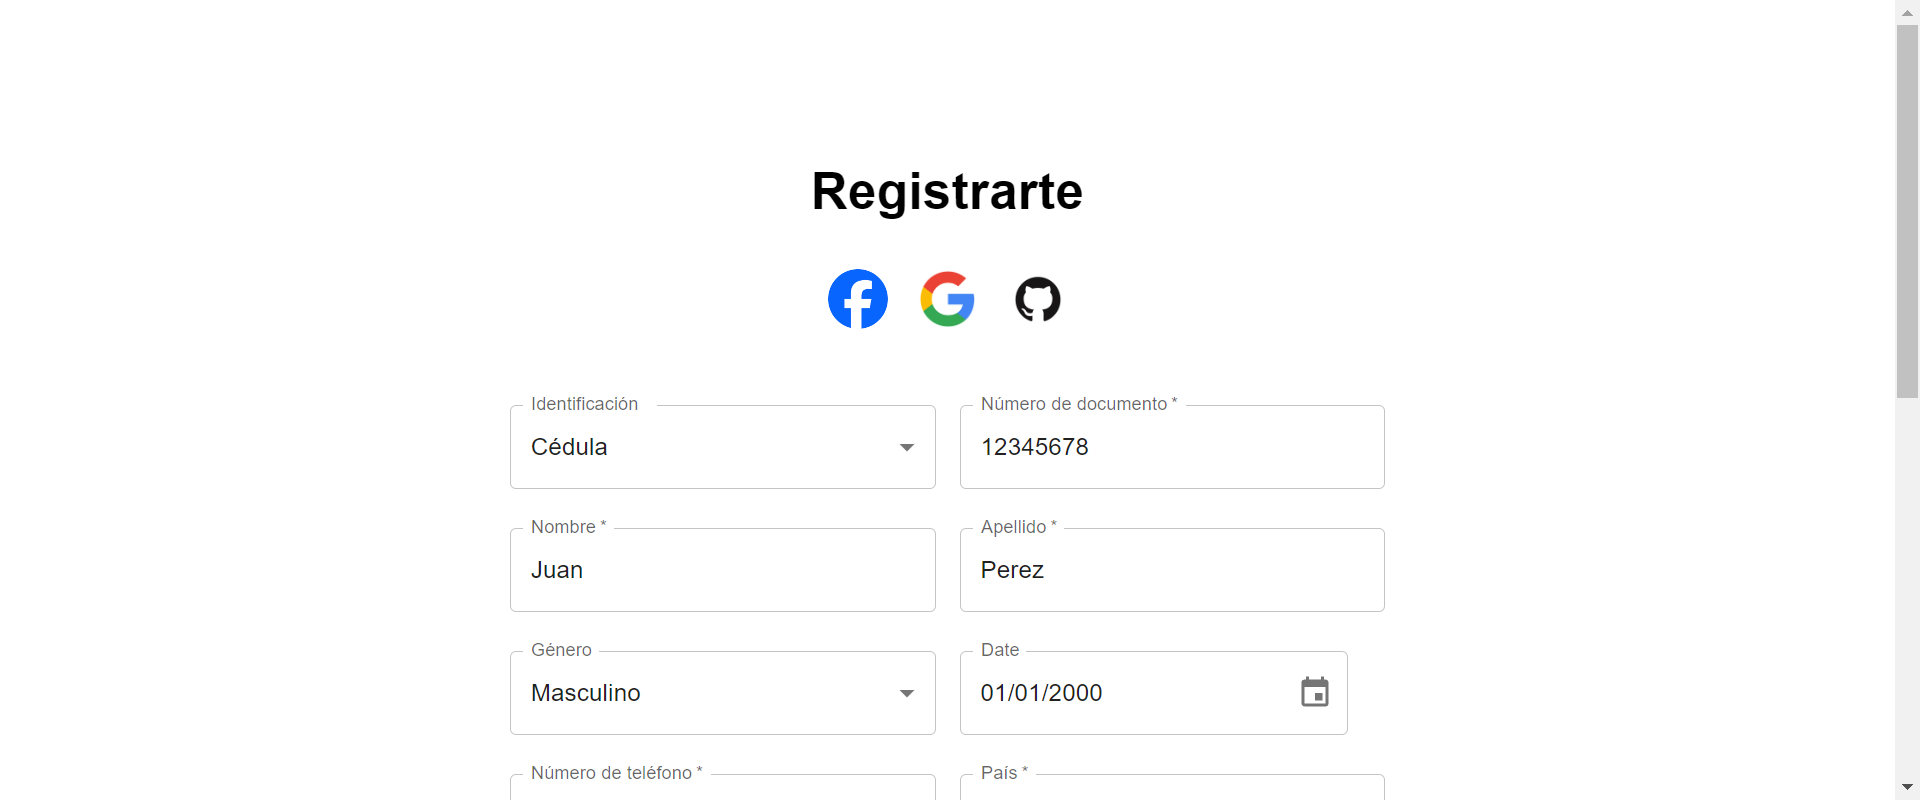 Registrarte
Identificación
Número de documento *
Cédula
12345678
Nombre *
Apellido *
Juan
Perez
Género
Date
Masculino
01/01/2000
Número de teléfono *
País *